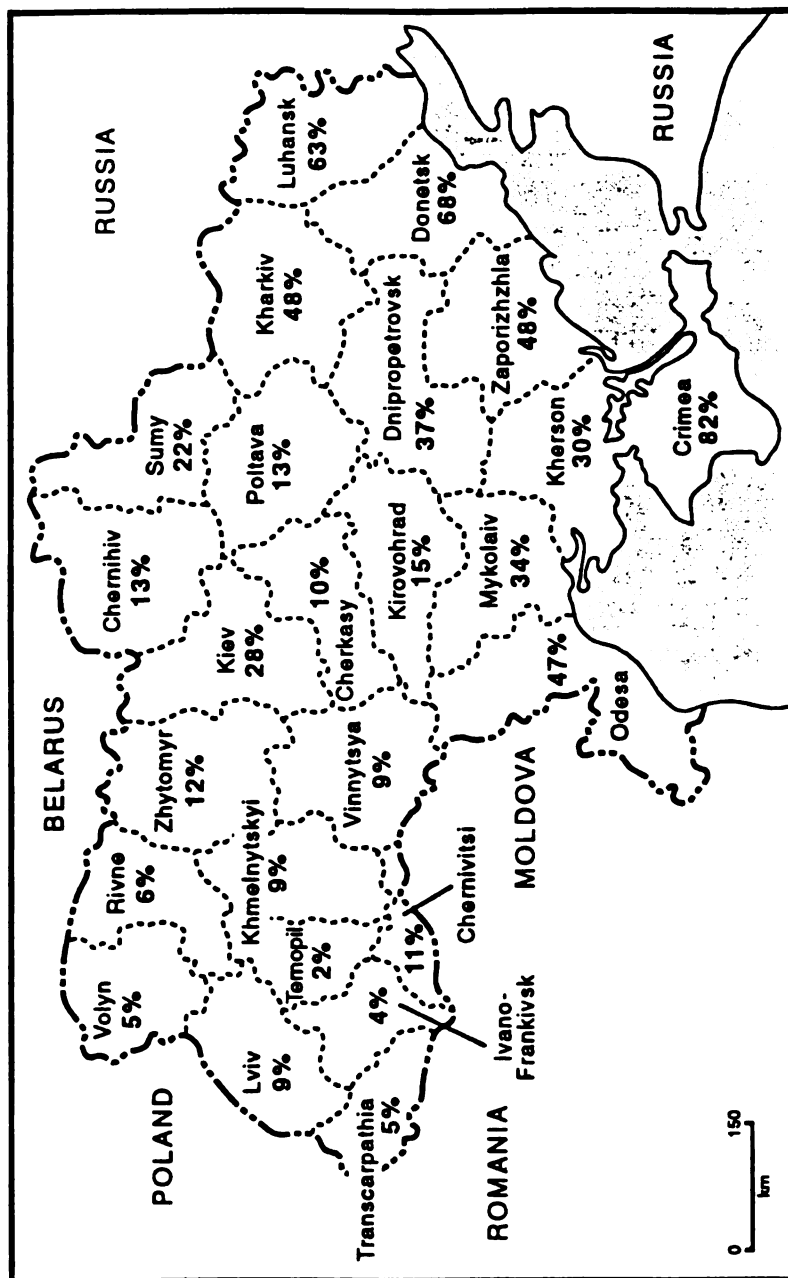 RUSSIA
BELARUS
POLAND
Volyn
5%
Rivne
6%
Zhytomyr
12%
Chernihiv
13%
Sumy
22%
Kiev
28%
Poltava
13%
Kharkiv
48%
Luhansk
63%
Lviv
9%
Ternopil
2%
Khmelnytskyi
9%
Vinnytsya
9%
10%
Cherkasy
Kirovohrad
15%
Dnipropetrovsk
37%
Donetsk
68%
Transcarpathia
5%
4%
Ivano-
Frankivsk
11%
Chernivitsi
Mykolaiv
34%
Zaporizhzhla
48%
Kherson
30%
47%
Odesa
Crimea
82%
ROMANIA
MOLDOVA
RUSSIA
0
150
km